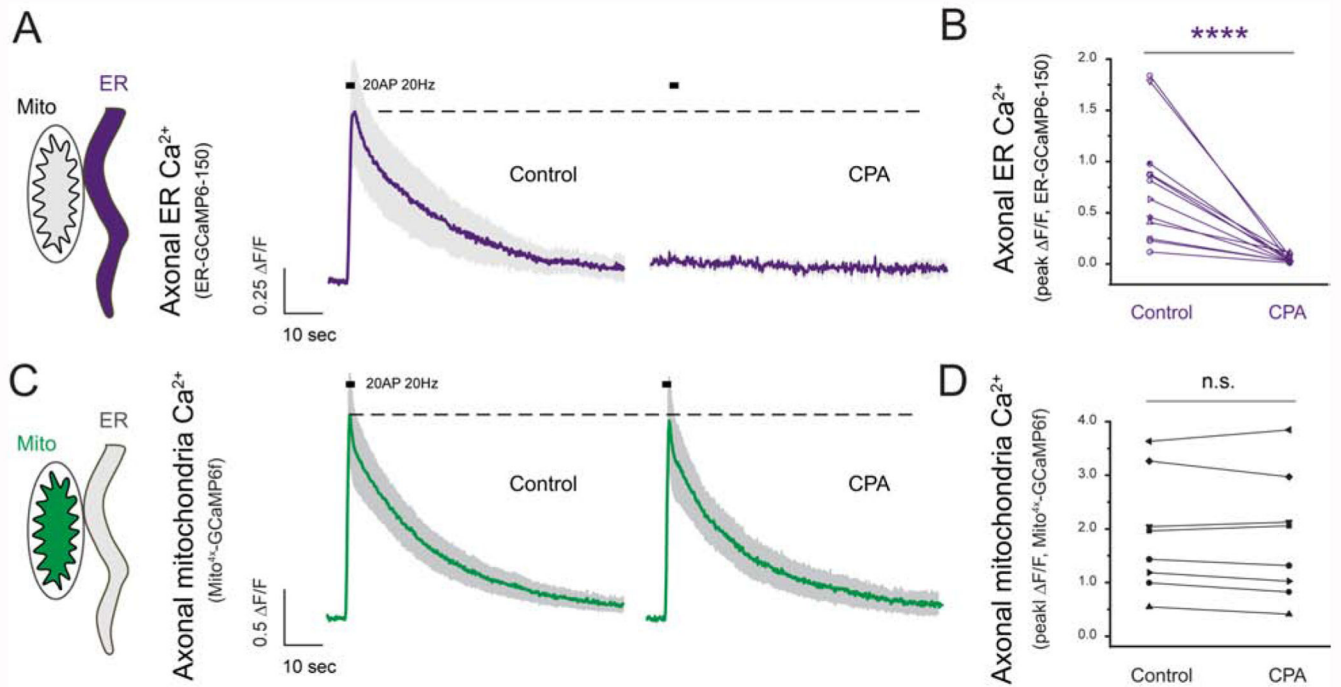 A
ER
Mito
Axonal ER Ca²⁺
(ER-GCaMP6-150)
20AP 20Hz
Control
CPA
0.25 ΔF/F
10 sec
B
****
Axonal ER Ca²⁺
(peak ΔF/F, ER-GCaMP6-150)
2.0
1.5
1.0
0.5
0.0
Control
CPA
C
ER
Mito
Axonal mitochondria Ca²⁺
(Mito⁴ˣ-GCaMP6f)
20AP 20Hz
Control
CPA
0.5 ΔF/F
10 sec
D
n.s.
Axonal mitochondria Ca²⁺
(peakl ΔF/F, Mito⁴ˣ-GCaMP6f)
4.0
3.0
2.0
1.0
0.0
Control
CPA